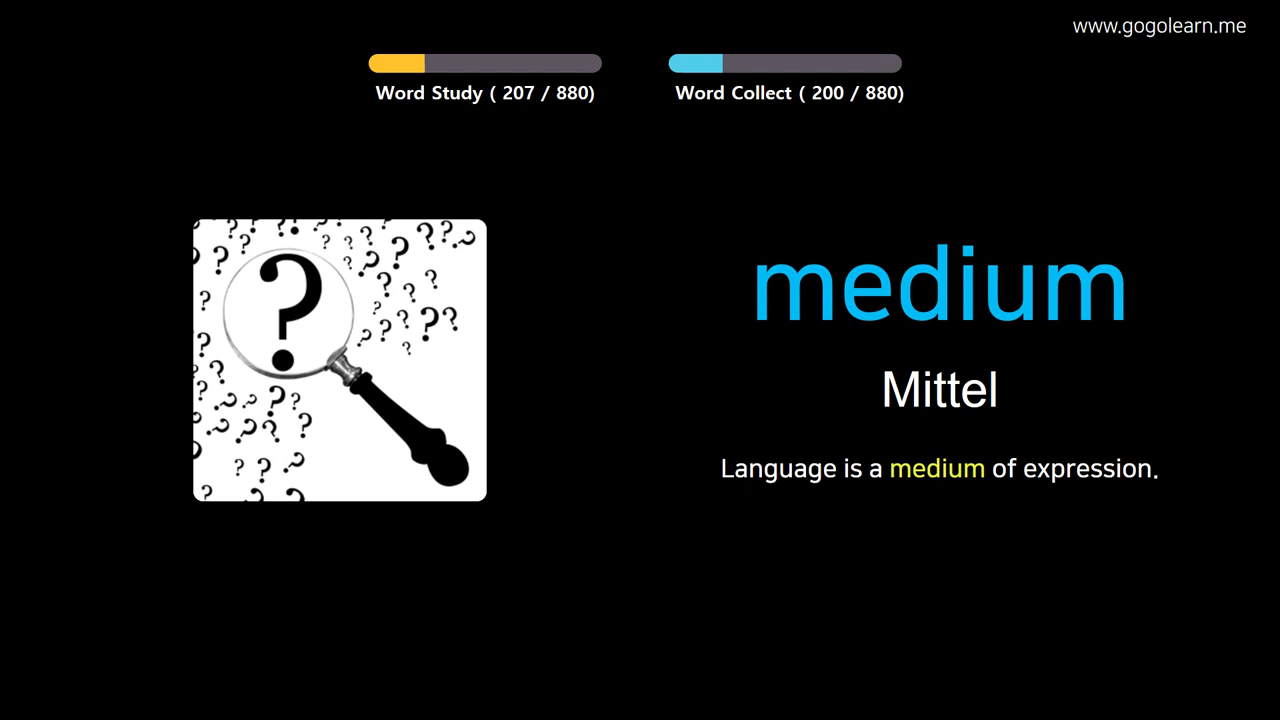 www.gogolearn.me
Word Study ( 207 / 880)
Word Collect ( 200 / 880)
medium
Mittel
Language is a medium of expression.